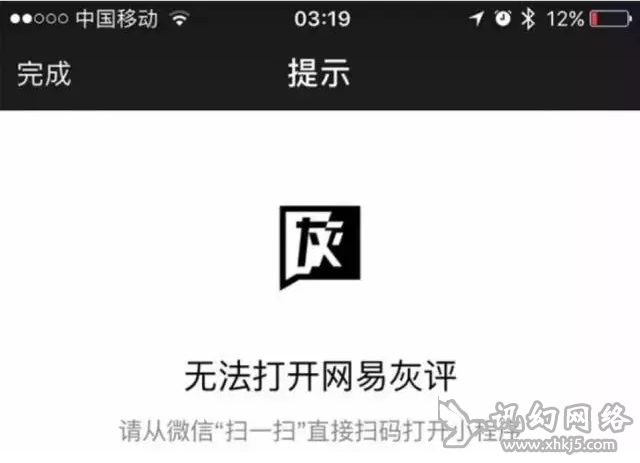 中国移动 03:19 12%
完成 提示
灰
无法打开网易灰评
请从微信“扫一扫”直接扫码打开小程序
讯幻网络
www.xhkj5.com